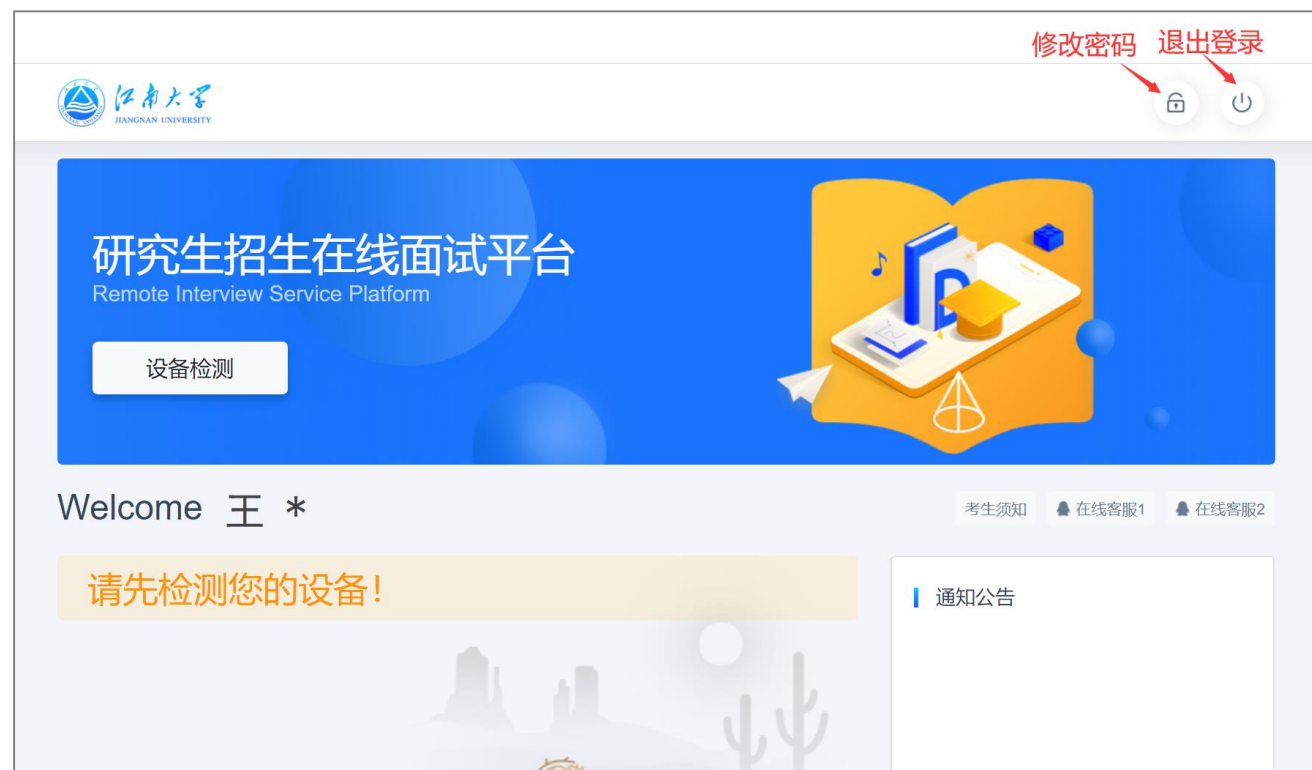 修改密码 退出登录
江南大学
JIANGNAN UNIVERSITY
研究生招生在线面试平台
Remote Interview Service Platform
设备检测
D
Welcome 王 *
考生须知 在线客服1 在线客服2
请先检测您的设备！
通知公告